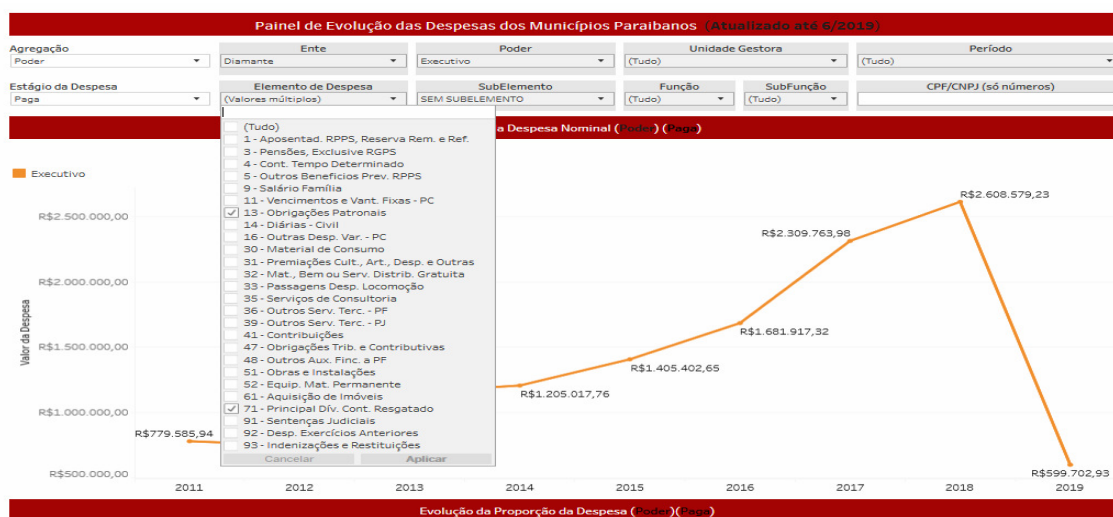 Painel de Evolução das Despesas dos Municípios Paraibanos (Atualizado até 6/2019)
Agregação Ente Poder Unidade Gestora Período
Poder Diamante Executivo (Tudo) (Tudo)
Estágio da Despesa Elemento de Despesa SubElemento Função SubFunção CPF/CNPJ (só números)
Paga (Valores múltiplos) SEM SUBELEMENTO (Tudo) (Tudo)
a Despesa Nominal (Poder) (Paga)
(Tudo)
1 - Aposentad. RPPS, Reserva Rem. e Ref.
3 - Pensões, Exclusive RGPS
4 - Cont. Tempo Determinado
5 - Outros Beneficios Prev. RPPS
9 - Salário Família
11 - Vencimentos e Vant. Fixas - PC
13 - Obrigações Patronais
14 - Diárias - Civil
16 - Outras Desp. Var. - PC
30 - Material de Consumo
31 - Premiações Cult., Art., Desp. e Outras
32 - Mat., Bem ou Serv. Distrib. Gratuita
33 - Passagens Desp. Locomoção
35 - Serviços de Consultoria
36 - Outros Serv. Terc. - PF
39 - Outros Serv. Terc. - PJ
41 - Contribuições
47 - Obrigações Trib. e Contributivas
48 - Outros Aux. Finc. a PF
51 - Obras e Instalações
52 - Equip. Mat. Permanente
61 - Aquisição de Imóveis
71 - Principal Dív. Cont. Resgatado
91 - Sentenças Judiciais
92 - Desp. Exercícios Anteriores
93 - Indenizações e Restituições
Cancelar Aplicar
Executivo
Valor da Despesa
R$2.500.000,00
R$2.000.000,00
R$1.500.000,00
R$1.000.000,00
R$500.000,00
R$779.585,94
R$1.205.017,76
R$1.405.402,65
R$1.681.917,32
R$2.309.763,98
R$2.608.579,23
R$599.702,93
2011 2012 2013 2014 2015 2016 2017 2018 2019
Evolução da Proporção da Despesa (Poder)(Paga)